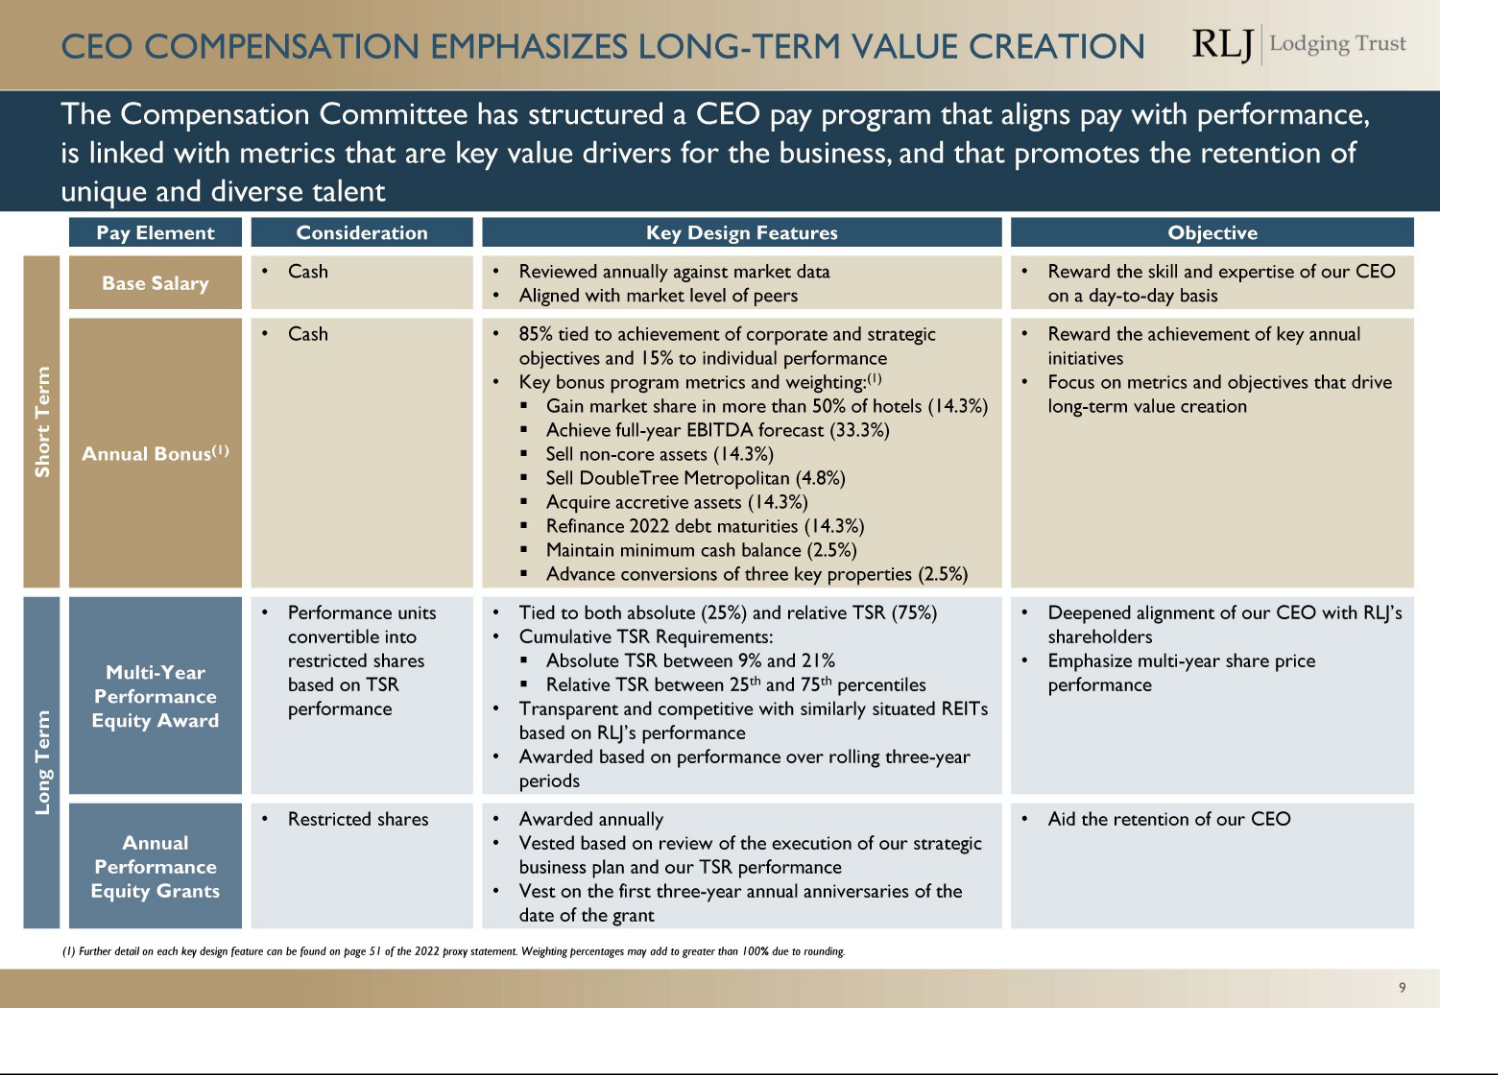 CEO COMPENSATION EMPHASIZES LONG-TERM VALUE CREATION
RLJ Lodging Trust
The Compensation Committee has structured a CEO pay program that aligns pay with performance,
is linked with metrics that are key value drivers for the business, and that promotes the retention of
unique and diverse talent
Pay Element
Consideration
Key Design Features
Objective
Short Term
Base Salary
• Cash
• Reviewed annually against market data
• Aligned with market level of peers
• Reward the skill and expertise of our CEO
on a day-to-day basis
Annual Bonus(1)
• Cash
• 85% tied to achievement of corporate and strategic
objectives and 15% to individual performance
• Key bonus program metrics and weighting:(1)
▪ Gain market share in more than 50% of hotels (14.3%)
▪ Achieve full-year EBITDA forecast (33.3%)
▪ Sell non-core assets (14.3%)
▪ Sell DoubleTree Metropolitan (4.8%)
▪ Acquire accretive assets (14.3%)
▪ Refinance 2022 debt maturities (14.3%)
▪ Maintain minimum cash balance (2.5%)
▪ Advance conversions of three key properties (2.5%)
• Reward the achievement of key annual
initiatives
• Focus on metrics and objectives that drive
long-term value creation
Long Term
Multi-Year
Performance
Equity Award
• Performance units
convertible into
restricted shares
based on TSR
performance
• Tied to both absolute (25%) and relative TSR (75%)
• Cumulative TSR Requirements:
▪ Absolute TSR between 9% and 21%
▪ Relative TSR between 25th and 75th percentiles
• Transparent and competitive with similarly situated REITs
based on RLJ's performance
• Awarded based on performance over rolling three-year
periods
• Deepened alignment of our CEO with RLJ's
shareholders
• Emphasize multi-year share price
performance
Annual
Performance
Equity Grants
• Restricted shares
• Awarded annually
• Vested based on review of the execution of our strategic
business plan and our TSR performance
• Vest on the first three-year annual anniversaries of the
date of the grant
• Aid the retention of our CEO
(1) Further detail on each key design feature can be found on page 51 of the 2022 proxy statement. Weighting percentages may add to greater than 100% due to rounding.
9